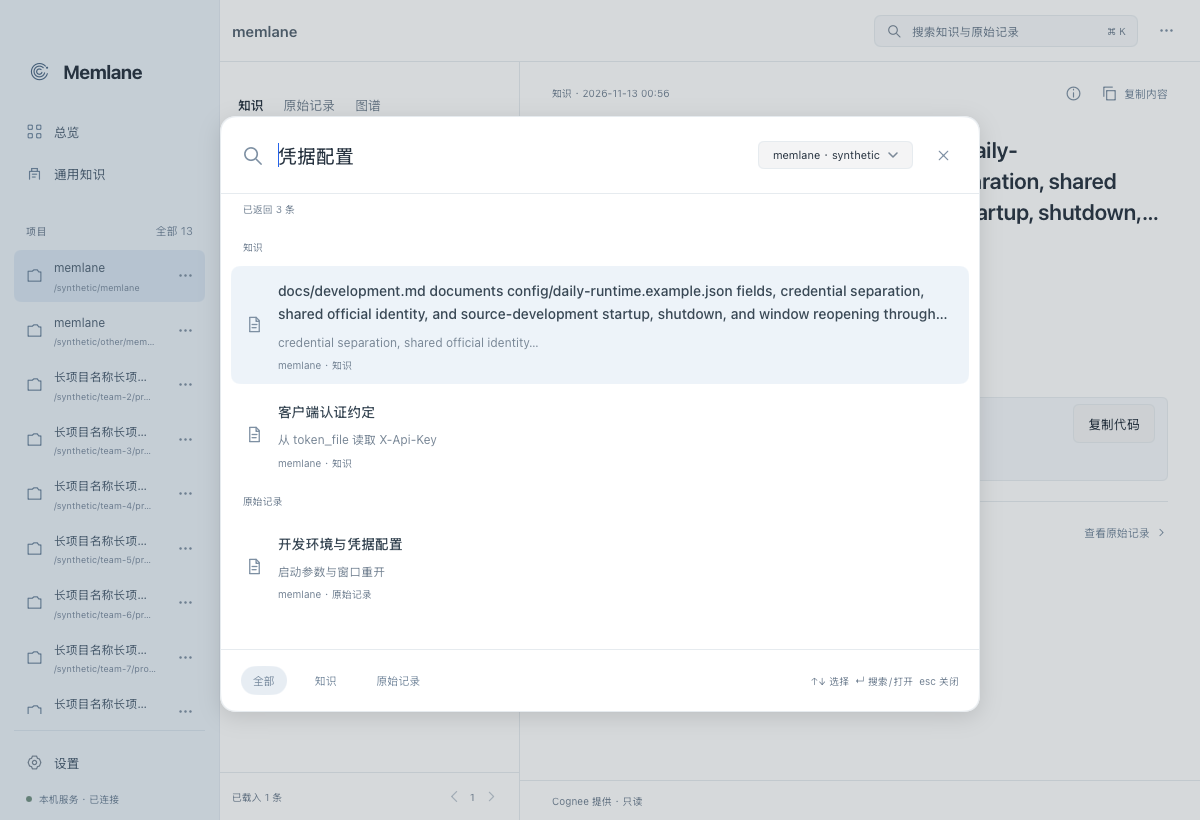 Memlane
总览
通用知识
项目
全部 13
memlane
/synthetic/memlane
memlane
/synthetic/other/mem...
长项目名称长项...
/synthetic/team-2/pr...
长项目名称长项...
/synthetic/team-3/pr...
长项目名称长项...
/synthetic/team-4/pr...
长项目名称长项...
/synthetic/team-5/pr...
长项目名称长项...
/synthetic/team-6/pr...
长项目名称长项...
/synthetic/team-7/pro...
长项目名称长项...
设置
本机服务 · 已连接
memlane
搜索知识与原始记录
⌘ K
知识
原始记录
图谱
知识 · 2026-11-13 00:56
复制内容
aily-
ration, shared
artup, shutdown,...
复制代码
查看原始记录
凭据配置
memlane · synthetic
已返回 3 条
知识
docs/development.md documents config/daily-runtime.example.json fields, credential separation,
shared official identity, and source-development startup, shutdown, and window reopening through...
credential separation, shared official identity...
memlane · 知识
客户端认证约定
从 token_file 读取 X-Api-Key
memlane · 知识
原始记录
开发环境与凭据配置
启动参数与窗口重开
memlane · 原始记录
全部
知识
原始记录
↑↓ 选择 ↵ 搜索/打开 esc 关闭
已载入 1 条
1
Cognee 提供 · 只读